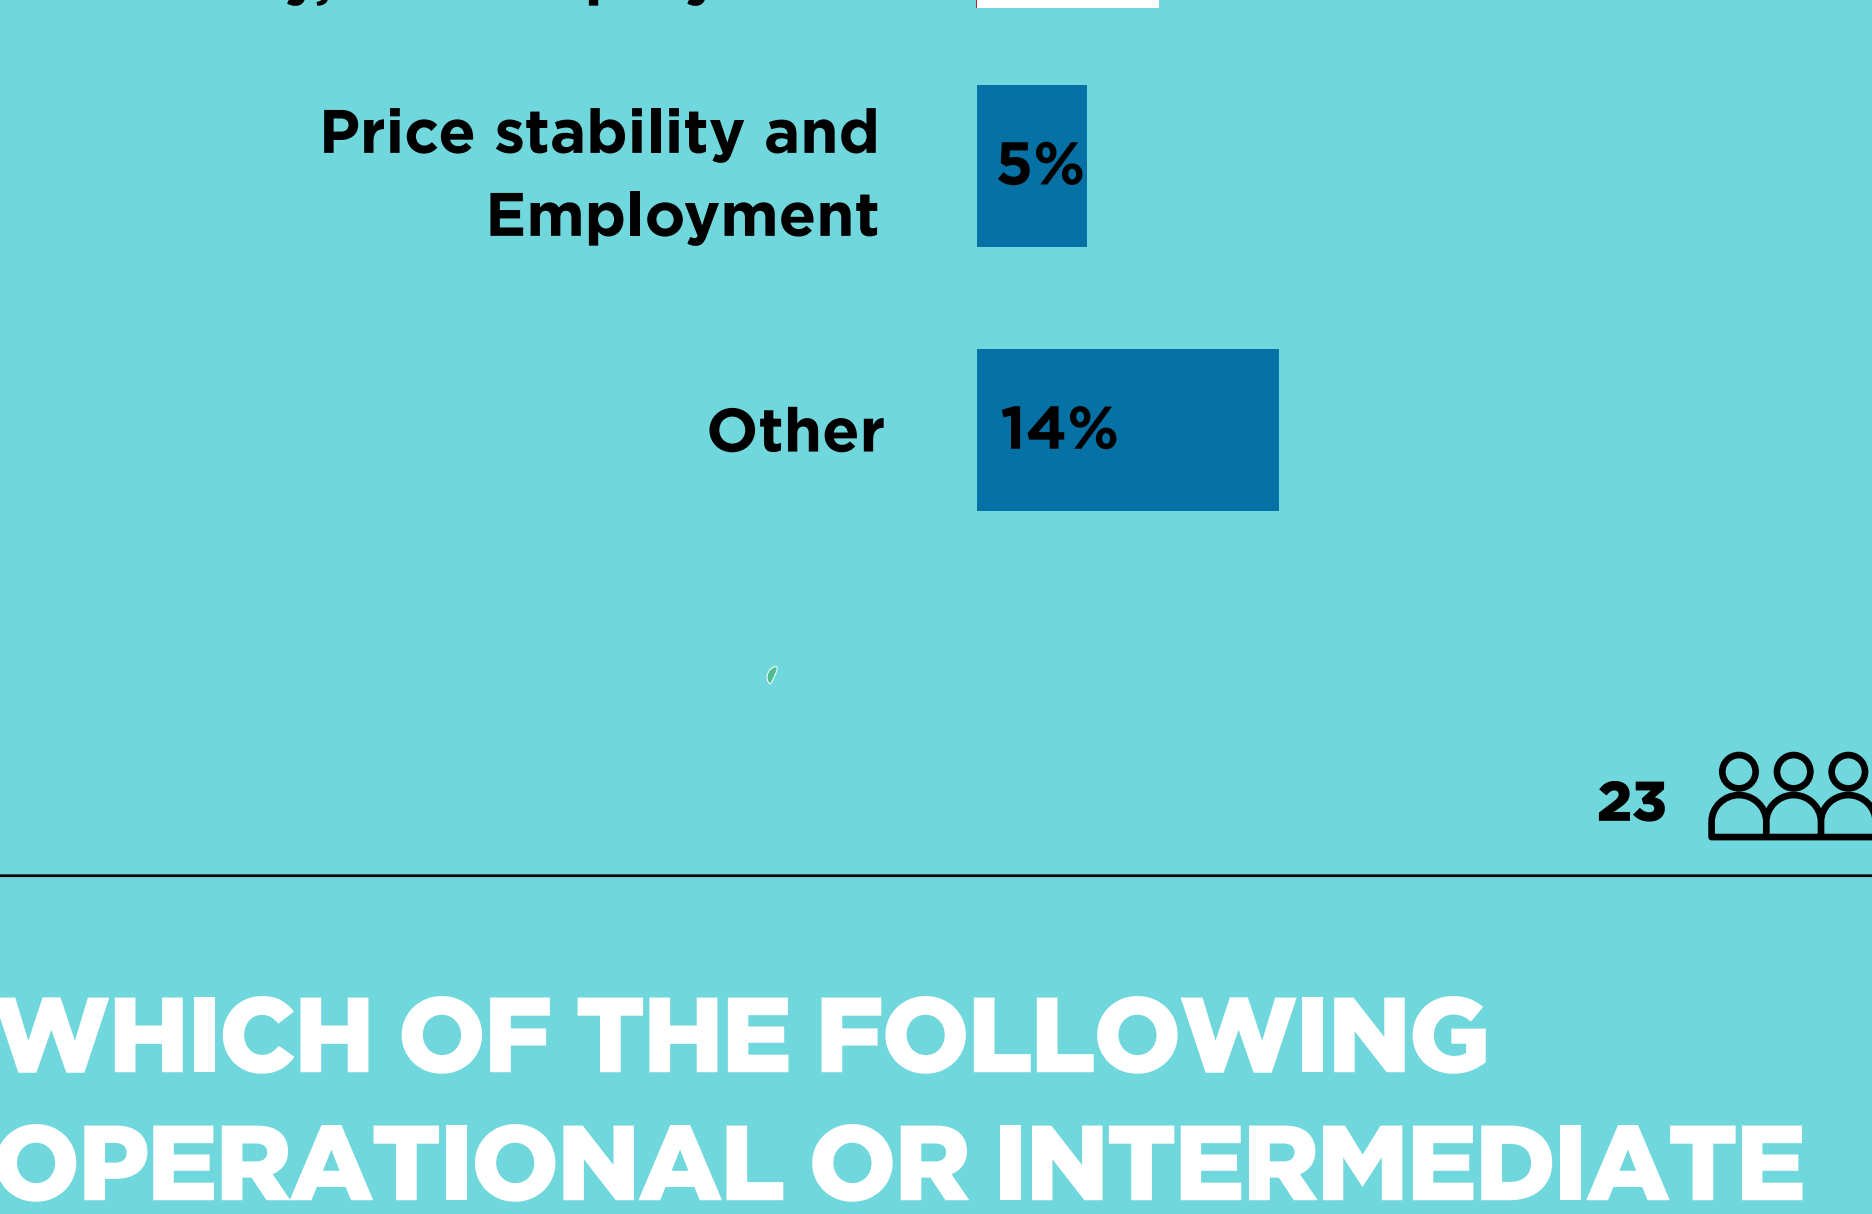 Price stability and
Employment
5%
Other
14%
23
WHICH OF THE FOLLOWING
OPERATIONAL OR INTERMEDIATE